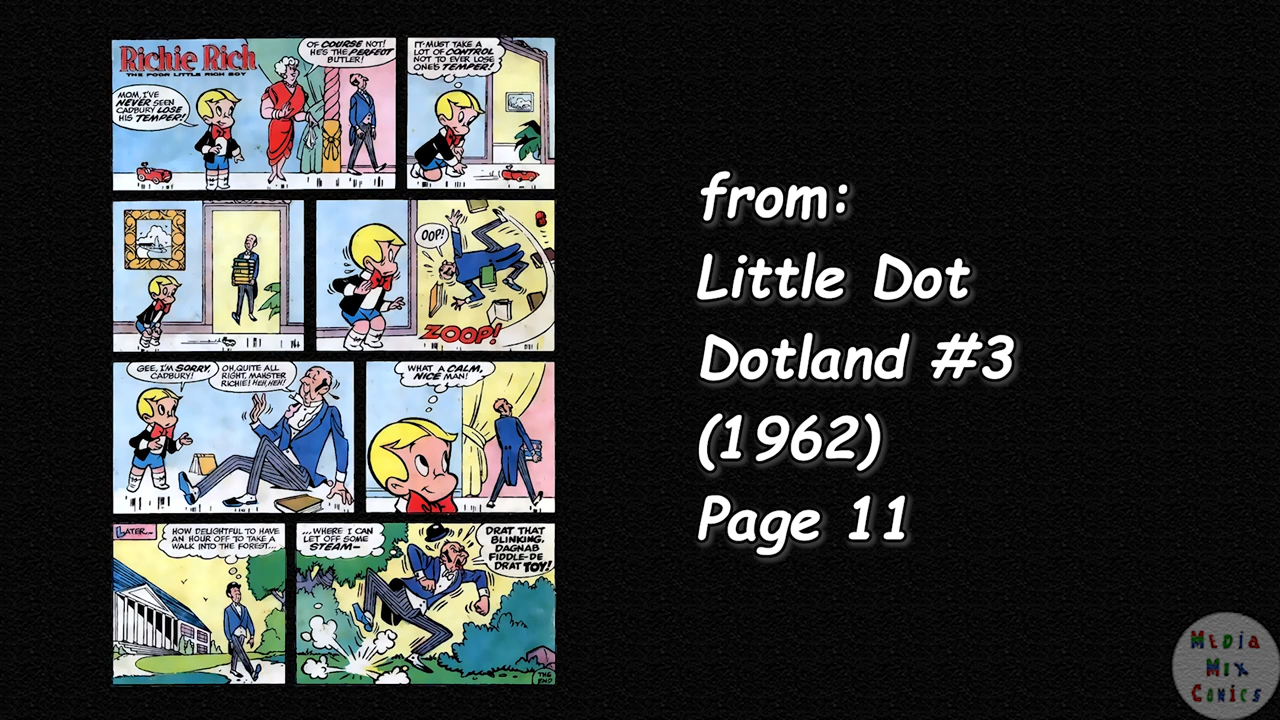 Richie Rich
THE POOR LITTLE RICH BOY
MOM, I'VE
NEVER SEEN
CADBURY LOSE
HIS TEMPER!
OF COURSE NOT!
HE'S THE PERFECT
BUTLER!
IT MUST TAKE A
LOT OF CONTROL
NOT TO EVER LOSE
ONE'S TEMPER!
OOP!
ZOOP!
GEE, I'M SORRY,
CADBURY!
OH, QUITE ALL
RIGHT, MASTER
RICHIE! HEH, HEH!
WHAT A CALM,
NICE MAN!
LATER...
HOW DELIGHTFUL TO HAVE
AN HOUR OFF TO TAKE A
WALK INTO THE FOREST...
...WHERE I CAN
LET OFF SOME
STEAM—
DRAT THAT
BLINKING,
DAGNAB
FIDDLE-DE
DRAT TOY!
THE
END
from:
Little Dot
Dotland #3
(1962)
Page 11
MEDIA
MIX
COMICS